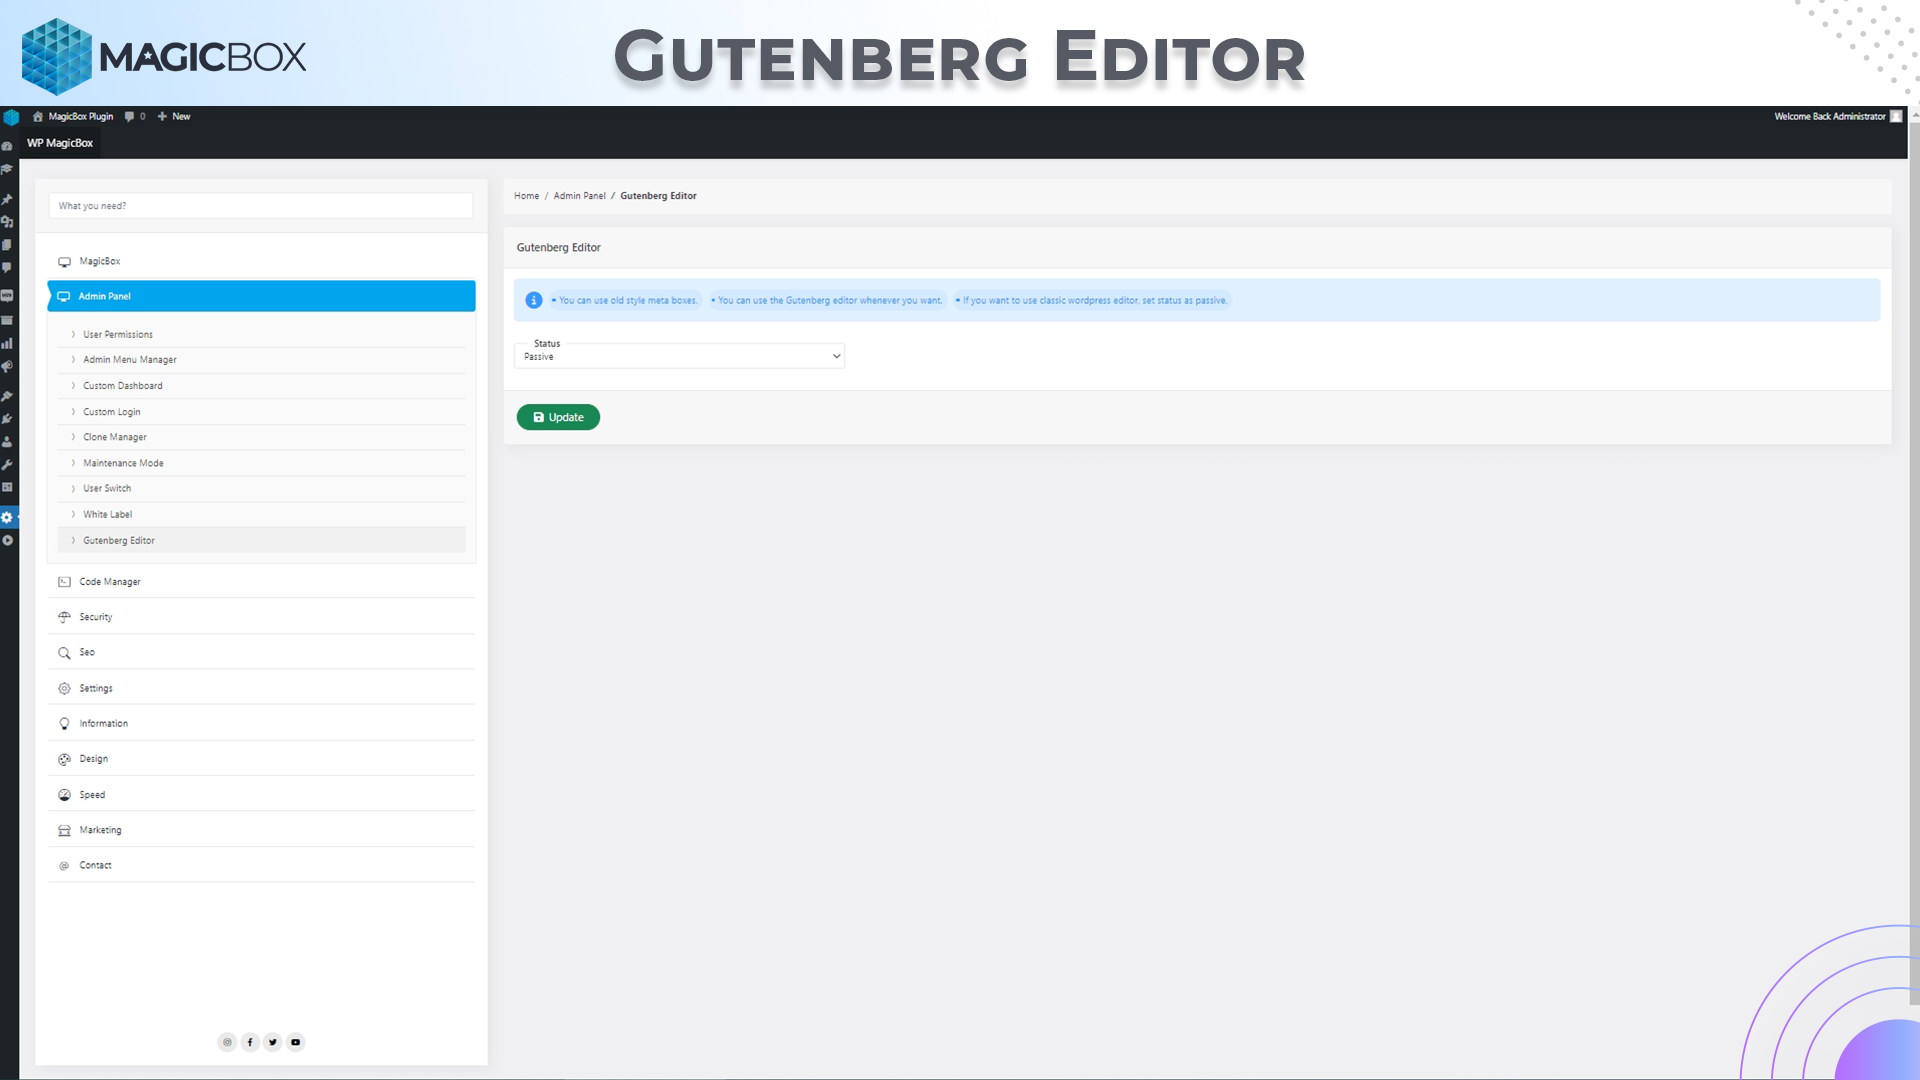 MAGICBOX
Gutenberg Editor
MagicBox Plugin 0 New
Welcome Back Administrator
WP MagicBox
What you need?
MagicBox
Admin Panel
User Permissions
Admin Menu Manager
Custom Dashboard
Custom Login
Clone Manager
Maintenance Mode
User Switch
White Label
Gutenberg Editor
Code Manager
Security
Seo
Settings
Information
Design
Speed
Marketing
Contact
Home / Admin Panel / Gutenberg Editor
Gutenberg Editor
• You can use old style meta boxes. • You can use the Gutenberg editor whenever you want. • If you want to use classic wordpress editor, set status as passive.
Status
Passive
Update